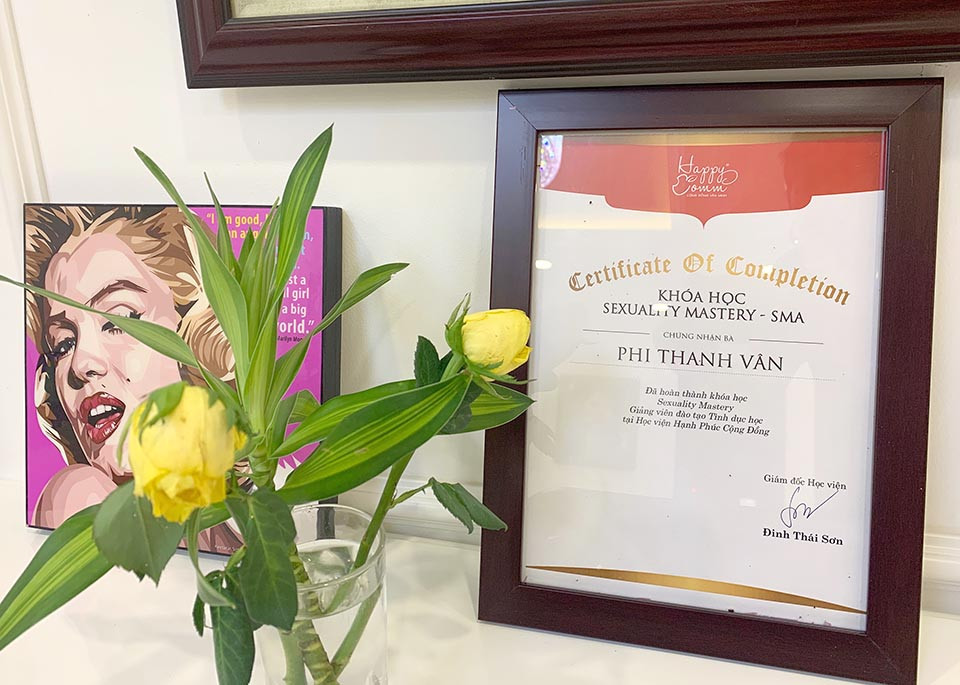 "I am good,
Happy
Comm
Certificate Of Completion
KHÓA HỌC
SEXUALITY MASTERY - SMA
CHỨNG NHẬN BÀ
PHI THANH VÂN
Đã hoàn thành khóa học
Sexuality Mastery
Giảng viên đào tạo Tình dục học
tại Học viện Hạnh Phúc Cộng Đồng
Giám đốc Học viện
Đinh Thái Sơn
girl
a big
world."